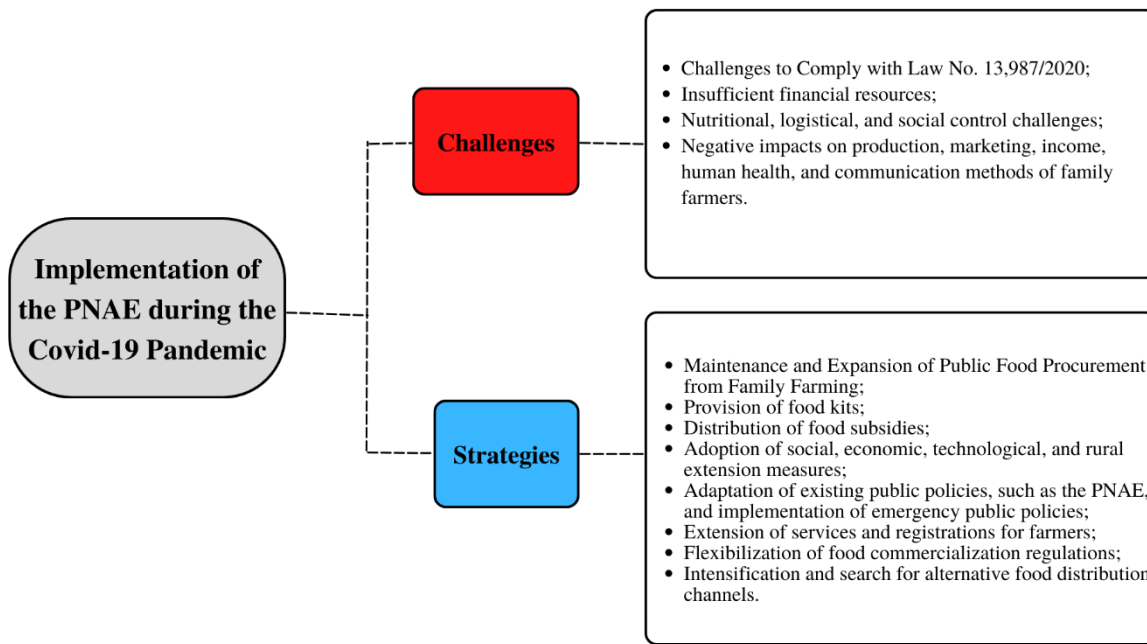 Implementation of
the PNAE during the
Covid-19 Pandemic
Challenges
• Challenges to Comply with Law No. 13,987/2020;
• Insufficient financial resources;
• Nutritional, logistical, and social control challenges;
• Negative impacts on production, marketing, income,
human health, and communication methods of family
farmers.
Strategies
• Maintenance and Expansion of Public Food Procurement
from Family Farming;
• Provision of food kits;
• Distribution of food subsidies;
• Adoption of social, economic, technological, and rural
extension measures;
• Adaptation of existing public policies, such as the PNAE,
and implementation of emergency public policies;
• Extension of services and registrations for farmers;
• Flexibilization of food commercialization regulations;
• Intensification and search for alternative food distribution
channels.